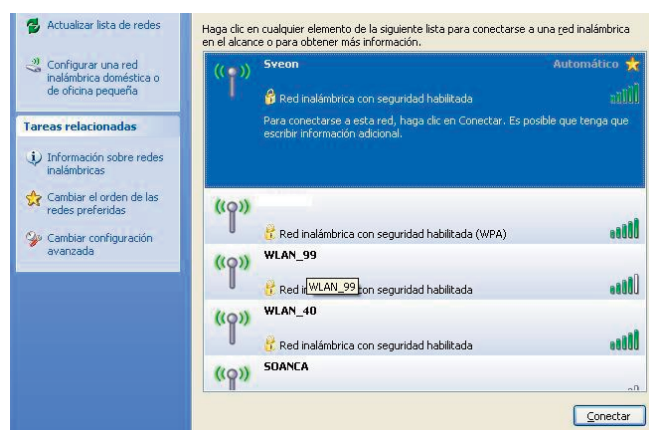 Actualizar lista de redes
Configurar una red
inalámbrica doméstica o
de oficina pequeña
Tareas relacionadas
Información sobre redes
inalámbricas
Cambiar el orden de las
redes preferidas
Cambiar configuración
avanzada
Haga clic en cualquier elemento de la siguiente lista para conectarse a una red inalámbrica
en el alcance o para obtener más información.
Sveon Automático
Red inalámbrica con seguridad habilitada
Para conectarse a esta red, haga clic en Conectar. Es posible que tenga que
escribir información adicional.
Red inalámbrica con seguridad habilitada (WPA)
WLAN_99
Red WLAN_99 con seguridad habilitada
WLAN_40
Red inalámbrica con seguridad habilitada
SOANCA
Conectar